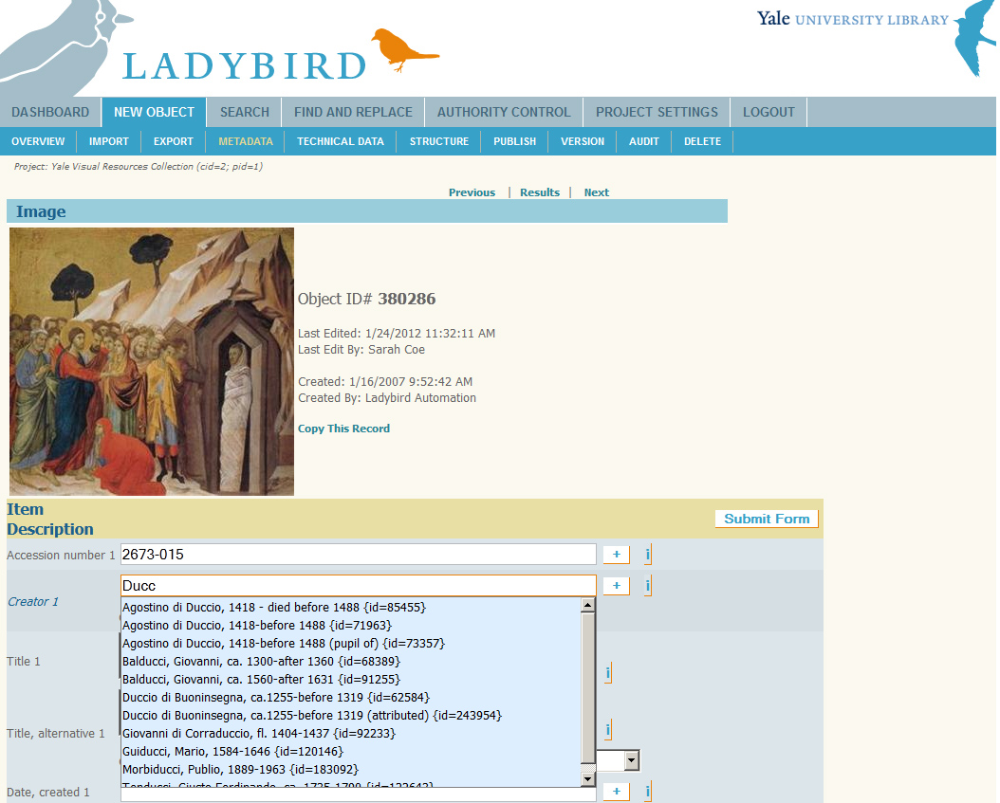 Yale UNIVERSITY LIBRARY
LADYBIRD
DASHBOARD NEW OBJECT SEARCH FIND AND REPLACE AUTHORITY CONTROL PROJECT SETTINGS LOGOUT
OVERVIEW IMPORT EXPORT METADATA TECHNICAL DATA STRUCTURE PUBLISH VERSION AUDIT DELETE
Project: Yale Visual Resources Collection (cid=2; pid=1)
Previous | Results | Next
Image
Object ID# 380286
Last Edited: 1/24/2012 11:32:11 AM
Last Edit By: Sarah Coe
Created: 1/16/2007 9:52:42 AM
Created By: Ladybird Automation
Copy This Record
Item
Description
Submit Form
Accession number 1 2673-015 + i
Creator 1 Ducc + i
Agostino di Duccio, 1418 - died before 1488 {id=85455}
Agostino di Duccio, 1418-before 1488 {id=71963}
Agostino di Duccio, 1418-before 1488 (pupil of) {id=73357}
Title 1
Balducci, Giovanni, ca. 1300-after 1360 {id=68389}
Balducci, Giovanni, ca. 1560-after 1631 {id=91255}
i
Duccio di Buoninsegna, ca.1255-before 1319 {id=62584}
Duccio di Buoninsegna, ca.1255-before 1319 (attributed) {id=243954}
Title, alternative 1
Giovanni di Corraduccio, fl. 1404-1437 {id=92233}
i
Guiducci, Mario, 1584-1646 {id=120146}
Morbiducci, Publio, 1889-1963 {id=183092}
Date, created 1 + i